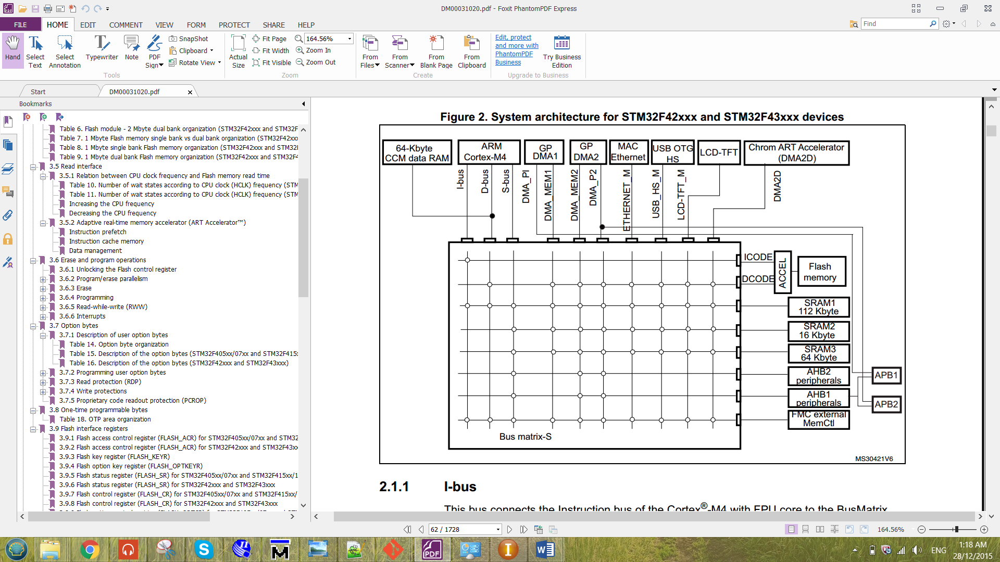 DM00031020.pdf - Foxit PhantomPDF Express
FILE
HOME
EDIT
COMMENT
VIEW
FORM
PROTECT
SHARE
HELP
Find
Hand
Select Text
Select Annotation
Typewriter
Note
PDF Sign
SnapShot
Clipboard
Rotate View
Tools
Actual Size
Fit Page
Fit Width
Fit Visible
164.56%
Zoom In
Zoom Out
Zoom
From Files
From Scanner
From Blank Page
From Clipboard
Create
Edit, protect
and more with
PhantomPDF
Business
Try Business
Edition
Upgrade to Business
Start
DM00031020.pdf
Bookmarks
Table 6. Flash module - 2 Mbyte dual bank organization (STM32F42xxx and STM32F
Table 7. 1 Mbyte Flash memory single bank vs dual bank organization (STM32F42xxx
Table 8. 1 Mbyte single bank Flash memory organization (STM32F42xxx and STM32F
Table 9. 1 Mbyte dual bank Flash memory organization (STM32F42xxx and STM32F4
3.5 Read interface
3.5.1 Relation between CPU clock frequency and Flash memory read time
Table 10. Number of wait states according to CPU clock (HCLK) frequency (STM
Table 11. Number of wait states according to CPU clock (HCLK) frequency (STM
Increasing the CPU frequency
Decreasing the CPU frequency
3.5.2 Adaptive real-time memory accelerator (ART Accelerator™)
Instruction prefetch
Instruction cache memory
Data management
3.6 Erase and program operations
3.6.1 Unlocking the Flash control register
3.6.2 Program/erase parallelism
3.6.3 Erase
3.6.4 Programming
3.6.5 Read-while-write (RWW)
3.6.6 Interrupts
3.7 Option bytes
3.7.1 Description of user option bytes
Table 14. Option byte organization
Table 15. Description of the option bytes (STM32F405xx/07xx and STM32F415x
Table 16. Description of the option bytes (STM32F42xxx and STM32F43xxx)
3.7.2 Programming user option bytes
3.7.3 Read protection (RDP)
3.7.4 Write protections
3.7.5 Proprietary code readout protection (PCROP)
3.8 One-time programmable bytes
Table 18. OTP area organization
3.9 Flash interface registers
3.9.1 Flash access control register (FLASH_ACR) for STM32F405xx/07xx and STM32
3.9.2 Flash access control register (FLASH_ACR) for STM32F42xxx and STM32F43xx
3.9.3 Flash key register (FLASH_KEYR)
3.9.4 Flash option key register (FLASH_OPTKEYR)
3.9.5 Flash status register (FLASH_SR) for STM32F405xx/07xx and STM32F415xx/1
3.9.6 Flash status register (FLASH_SR) for STM32F42xxx and STM32F43xxx
3.9.7 Flash control register (FLASH_CR) for STM32F405xx/07xx and STM32F415xx/
3.9.8 Flash control register (FLASH_CR) for STM32F42xxx and STM32F43xxx
Figure 2. System architecture for STM32F42xxx and STM32F43xxx devices
64-Kbyte
CCM data RAM
ARM
Cortex-M4
GP
DMA1
GP
DMA2
MAC
Ethernet
USB OTG
HS
LCD-TFT
Chrom ART Accelerator
(DMA2D)
I-bus
D-bus
S-bus
DMA_PI
DMA_MEM1
DMA_MEM2
DMA_P2
ETHERNET_M
USB_HS_M
LCD-TFT_M
DMA2D
ICODE
DCODE
ACCEL
Flash
memory
SRAM1
112 Kbyte
SRAM2
16 Kbyte
SRAM3
64 Kbyte
AHB2
peripherals
AHB1
peripherals
FMC external
MemCtl
APB1
APB2
Bus matrix-S
MS30421V6
2.1.1 I-bus
This bus connects the Instruction bus of the Cortex®-M4 with FPU core to the BusMatrix
62 / 1728
164.56%
ENG
1:18 AM
28/12/2015